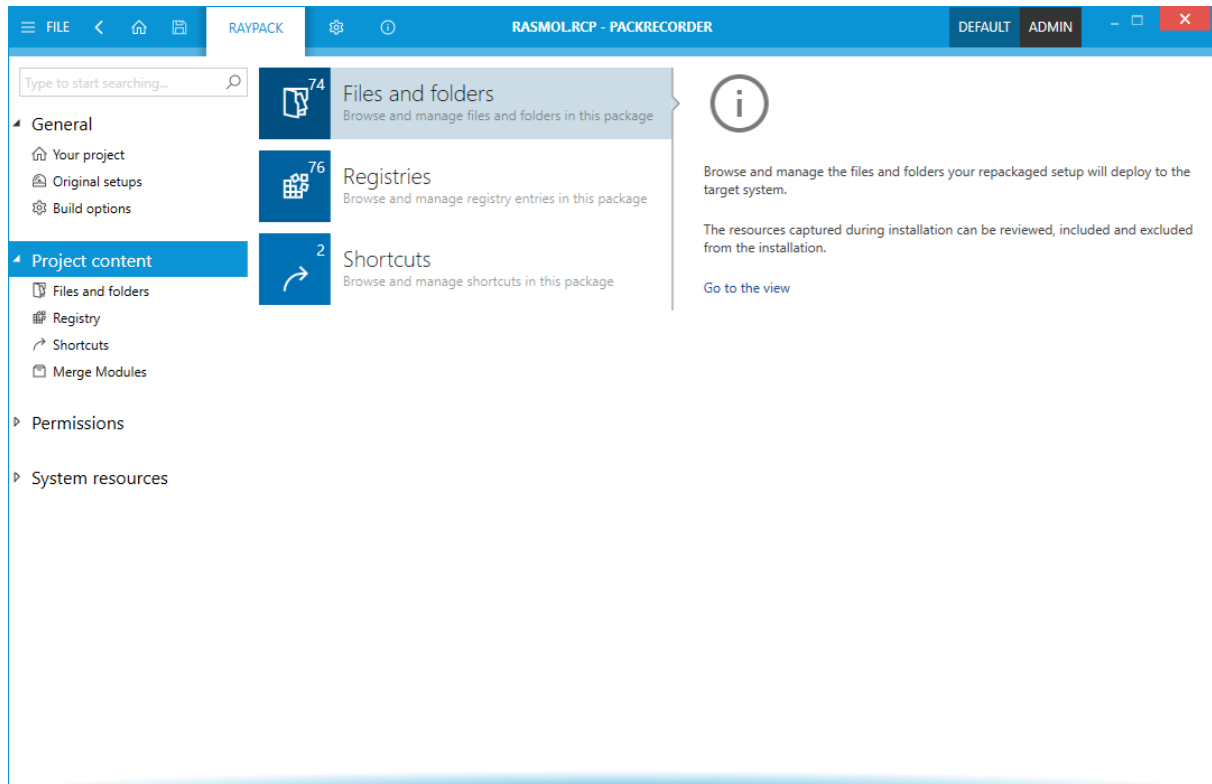 FILE
RAYPACK
RASMOL.RCP - PACKRECORDER
DEFAULT
ADMIN
Type to start searching...
General
Your project
Original setups
Build options
Project content
Files and folders
Registry
Shortcuts
Merge Modules
Permissions
System resources
74
Files and folders
Browse and manage files and folders in this package
76
Registries
Browse and manage registry entries in this package
2
Shortcuts
Browse and manage shortcuts in this package
Browse and manage the files and folders your repackaged setup will deploy to the
target system.
The resources captured during installation can be reviewed, included and excluded
from the installation.
Go to the view